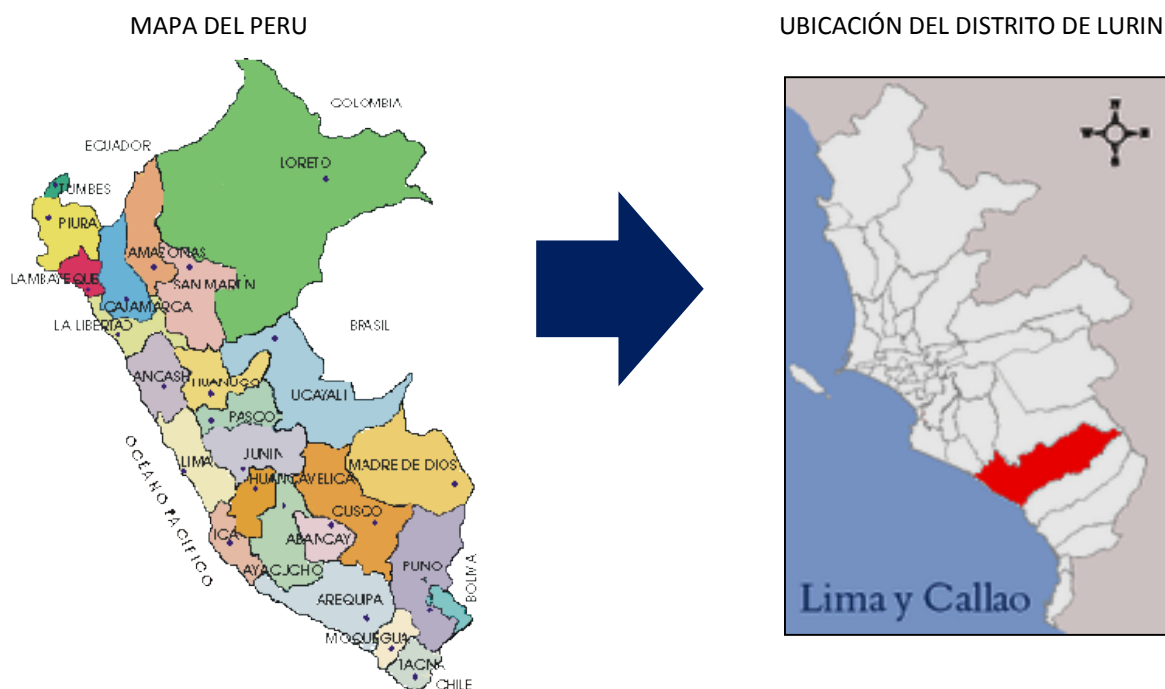 MAPA DEL PERU
UBICACIÓN DEL DISTRITO DE LURIN
COLOMBIA
ECUADOR
LORETO
TUMBES
PIURA
AMAZONAS
LAMBAYEQUE
SAN MARTIN
CAJAMARCA
LA LIBERTAD
BRASIL
ANCASH
HUANUCO
UCAYALI
PASCO
OCÉANO PACÍFICO
LIMA
JUNIN
MADRE DE DIOS
HUANCAVELICA
CUSCO
ICA
ABANCAY
AYACUCHO
PUNO
BOLIVIA
AREQUIPA
MOQUEGUA
TACNA
CHILE
N
Lima y Callao